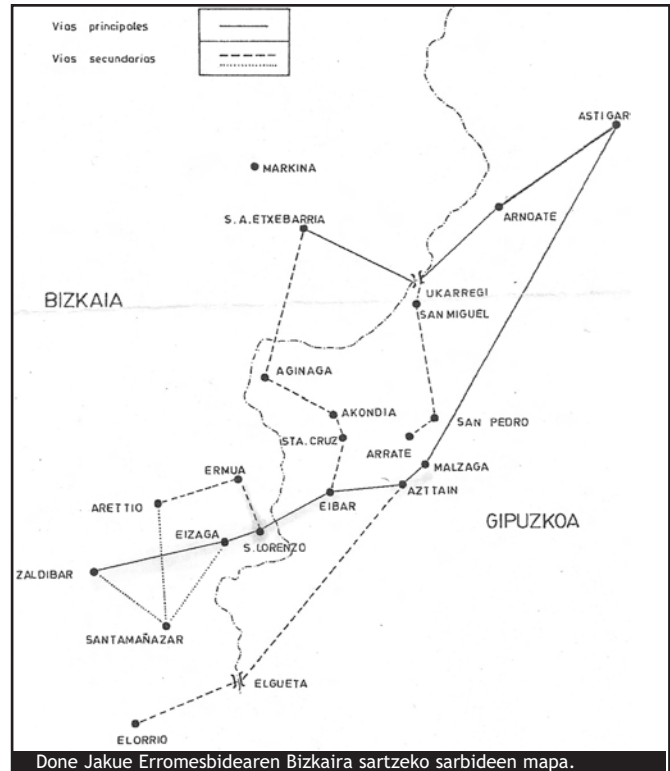 Vias principales
Vias secundarias
ASTIGAR
MARKINA
ARNOATE
S.A.ETXEBARRIA
UKARREGI
BIZKAIA
SAN MIGUEL
AGINAGA
AKONDIA
SAN PEDRO
STA. CRUZ
ARRATE
MALZAGA
ERMUA
AZTTAIN
ARETTIO
EIBAR
GIPUZKOA
EIZAGA
S.LORENZO
ZALDIBAR
SANTAMAÑAZAR
ELGUETA
ELORRIO
Done Jakue Erromesbidearen Bizkaira sartzeko sarbideen mapa.